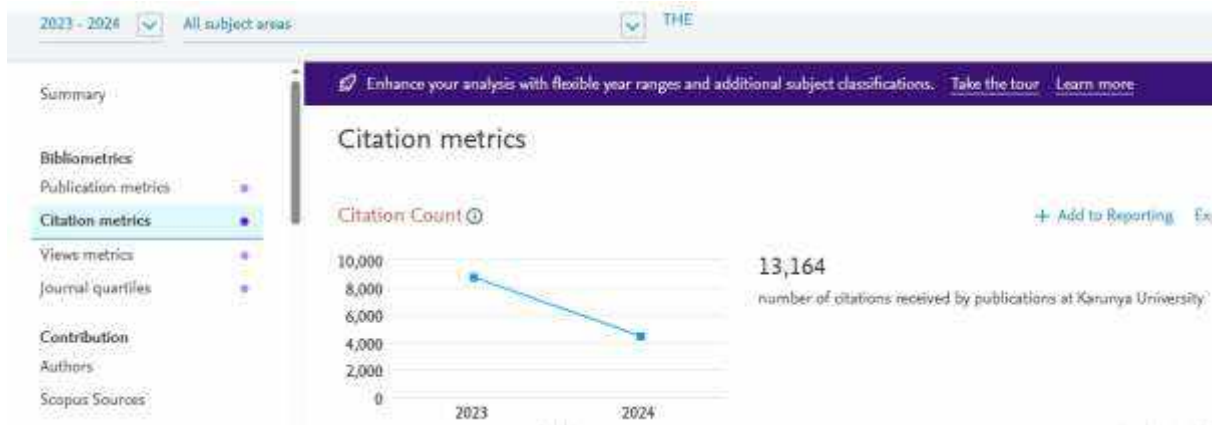 2023 - 2024 All subject areas THE
Summary
Bibliometrics
Publication metrics
Citation metrics
Views metrics
Journal quartiles
Contribution
Authors
Scopus Sources
Enhance your analysis with flexible year ranges and additional subject classifications. Take the tour Learn more
Citation metrics
Citation Count
+ Add to Reporting
10,000
8,000
6,000
4,000
2,000
0
2023 2024
13,164
number of citations received by publications at Karunya University